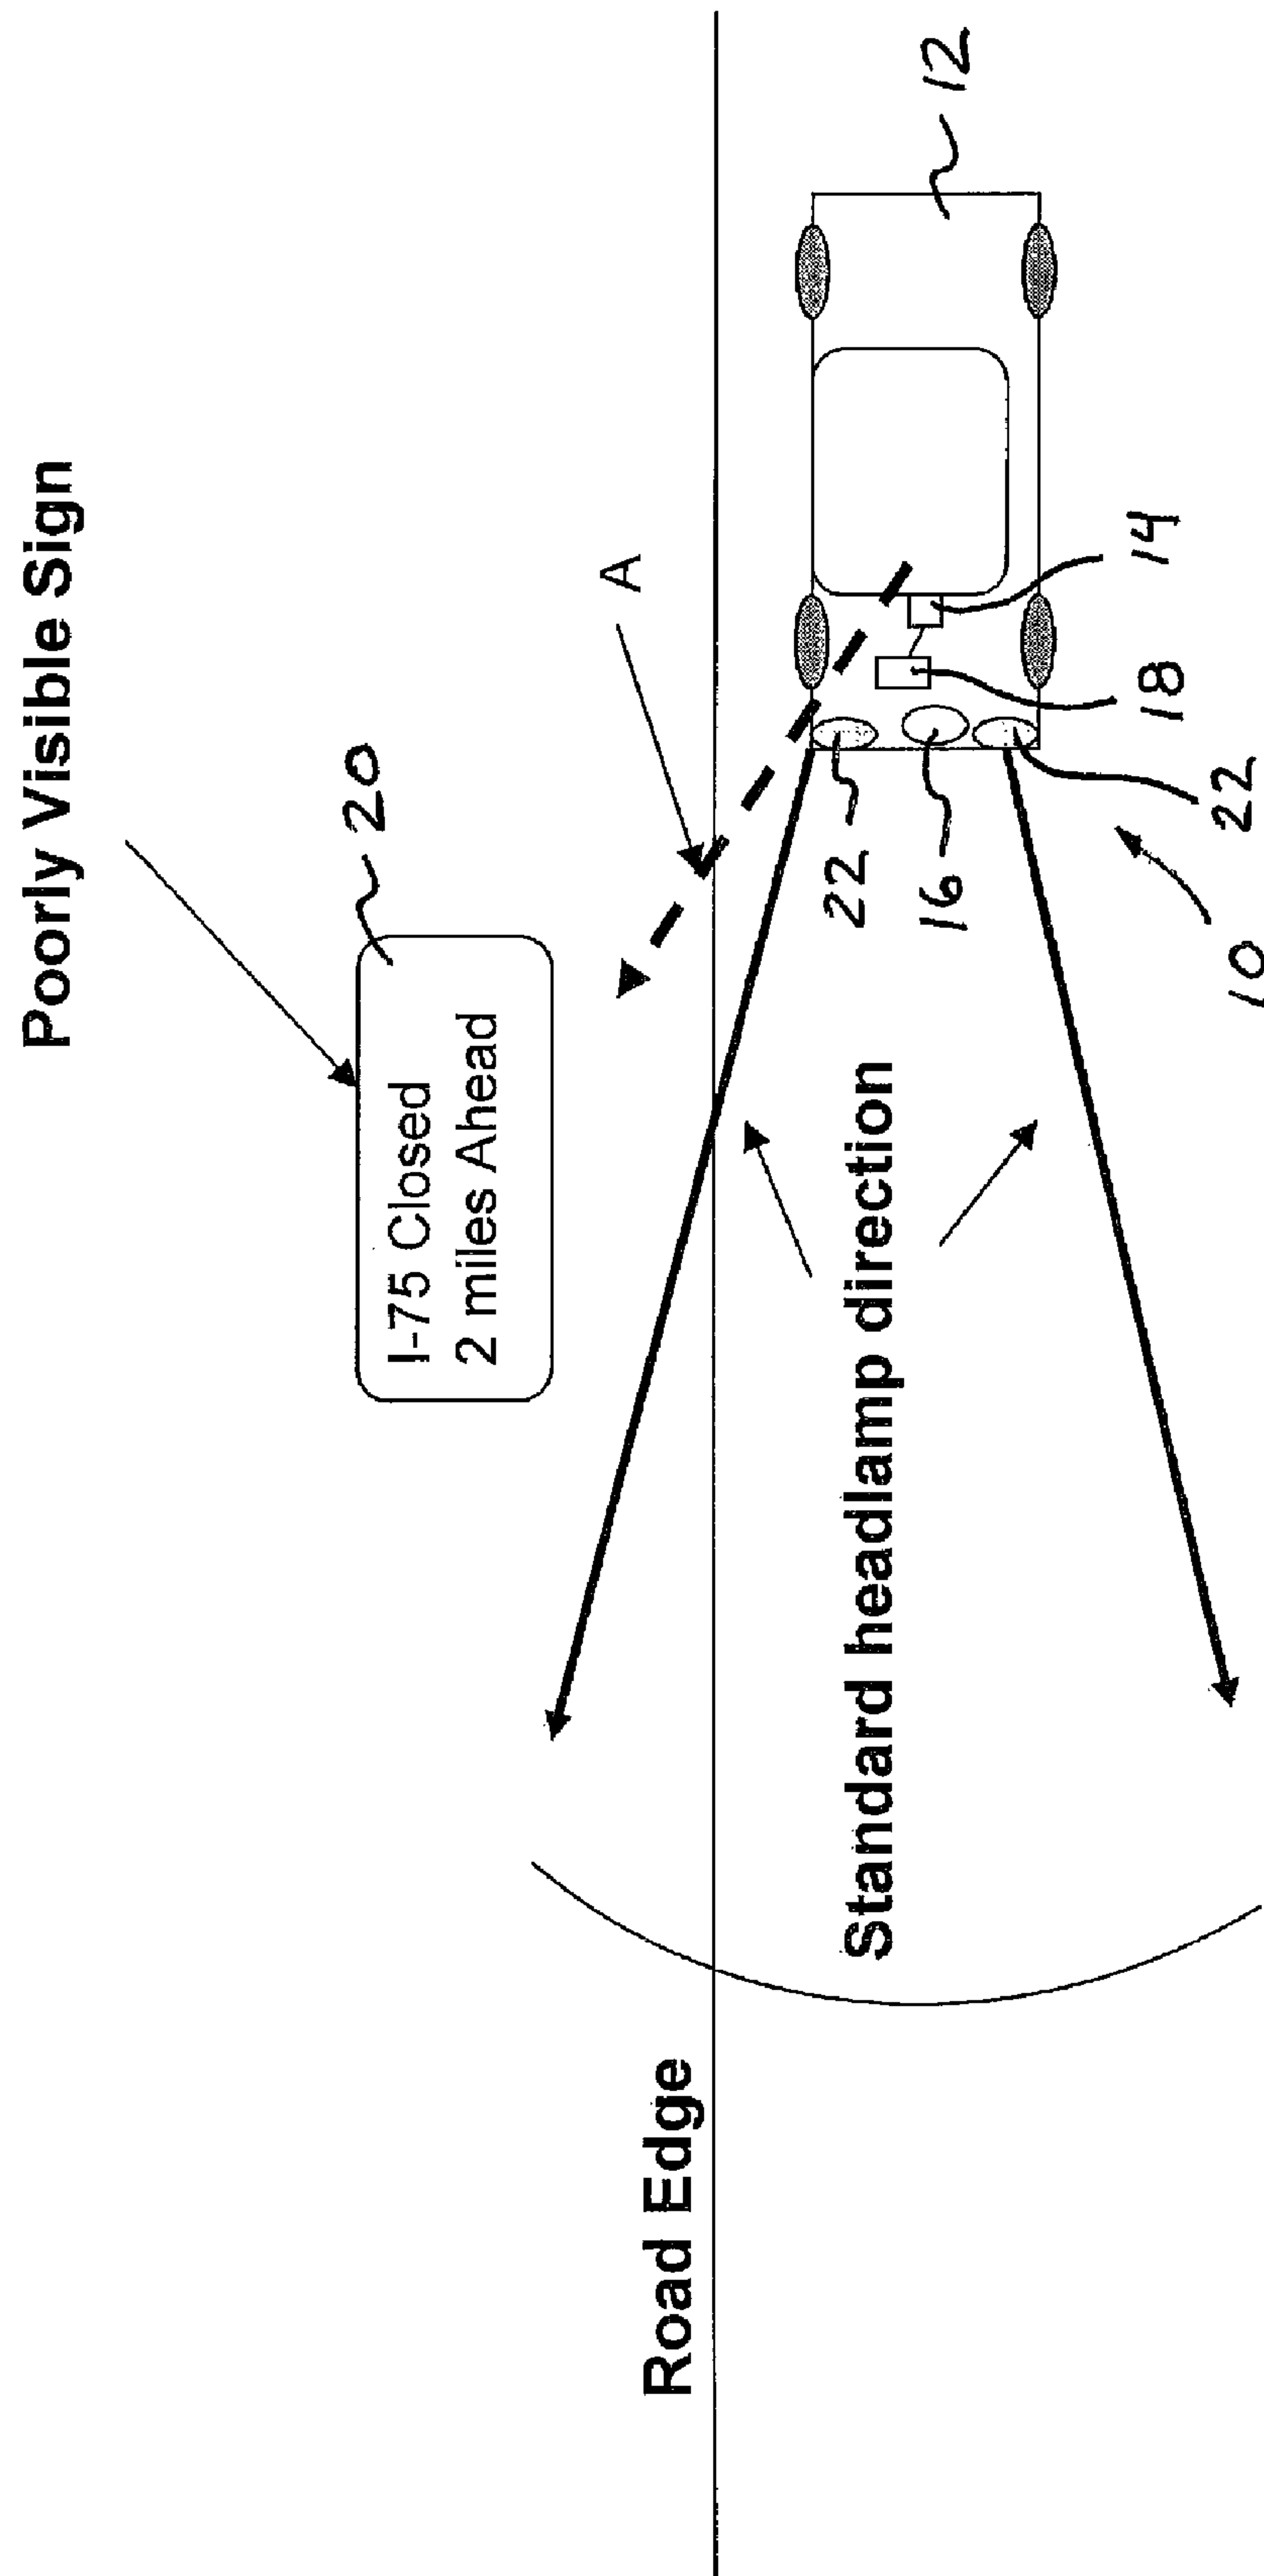 Poorly Visible Sign
20
I-75 Closed
2 miles Ahead
A
Road Edge
Standard headlamp direction
12
14
18
22
16
22
10